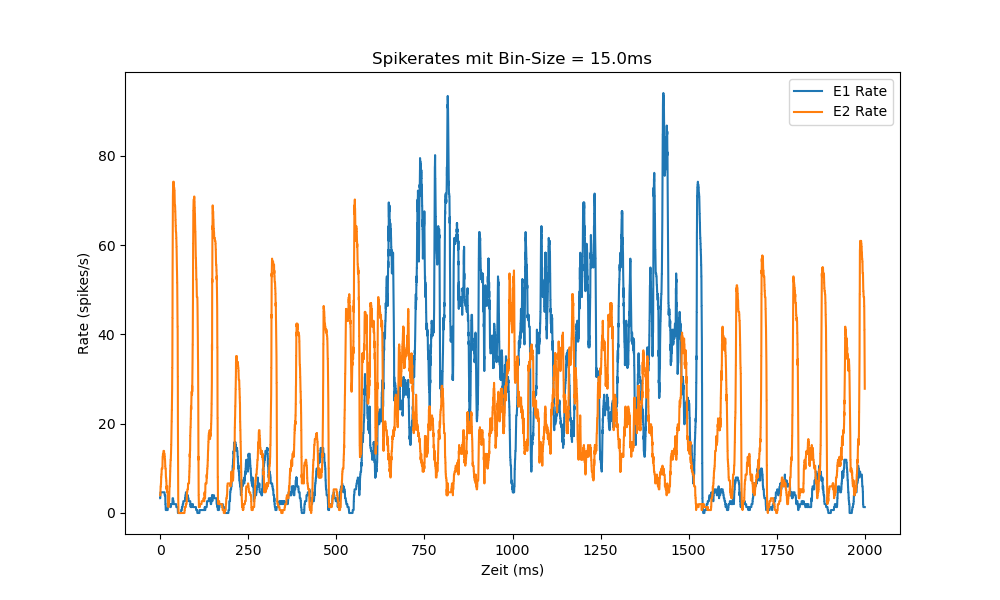 Spikerates mit Bin-Size = 15.0ms
E1 Rate
E2 Rate
Rate (spikes/s)
80
60
40
20
0
0 250 500 750 1000 1250 1500 1750 2000
Zeit (ms)